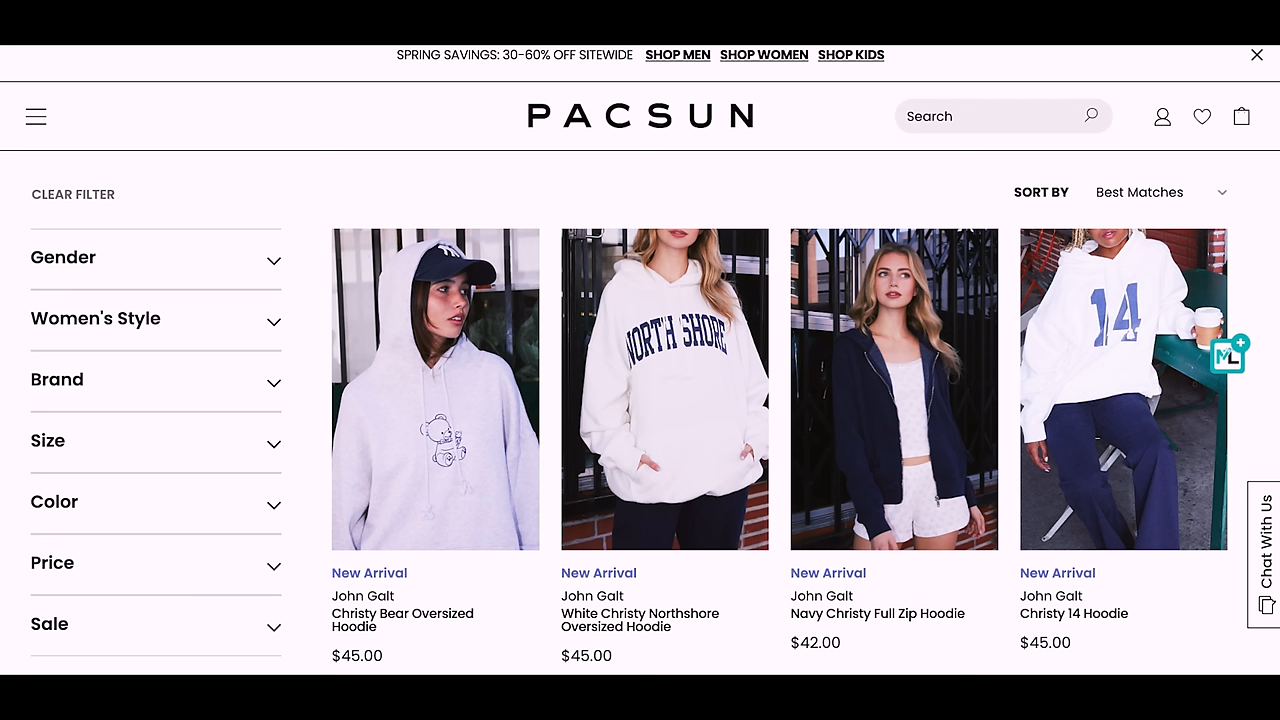 SPRING SAVINGS: 30-60% OFF SITEWIDE SHOP MEN SHOP WOMEN SHOP KIDS
PACSUN
Search
CLEAR FILTER
SORT BY Best Matches
Gender
Women's Style
Brand
Size
Color
Price
Sale
NORTH SHORE
14
New Arrival
John Galt
Christy Bear Oversized
Hoodie
$45.00
New Arrival
John Galt
White Christy Northshore
Oversized Hoodie
$45.00
New Arrival
John Galt
Navy Christy Full Zip Hoodie
$42.00
New Arrival
John Galt
Christy 14 Hoodie
$45.00
ML
Chat With Us